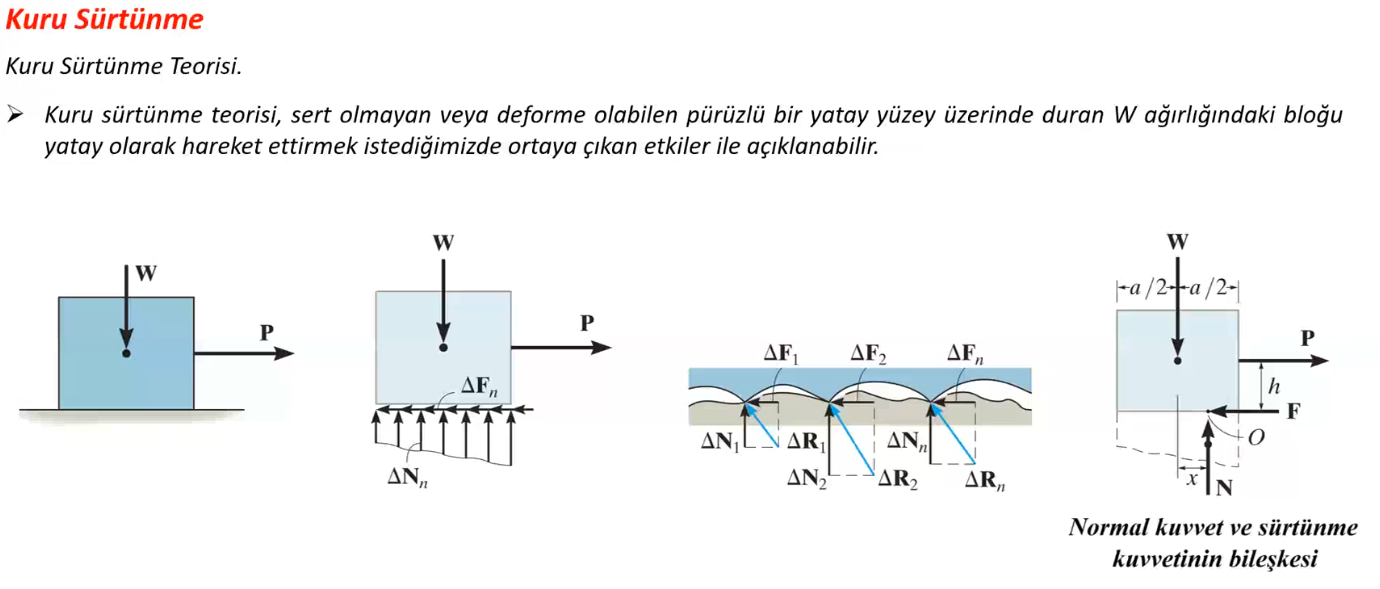 Kuru Sürtünme
Kuru Sürtünme Teorisi.
➤ Kuru sürtünme teorisi, sert olmayan veya deforme olabilen pürüzlü bir yatay yüzey üzerinde duran W ağırlığındaki bloğu
yatay olarak hareket ettirmek istediğimizde ortaya çıkan etkiler ile açıklanabilir.
W
P
W
P
ΔFn
ΔNn
ΔF1 ΔF2 ΔFn
ΔN1 ΔR1 ΔNn
ΔN2 ΔR2 ΔRn
W
a/2 a/2
P
h
F
O
x N
Normal kuvvet ve sürtünme
kuvvetinin bileşkesi